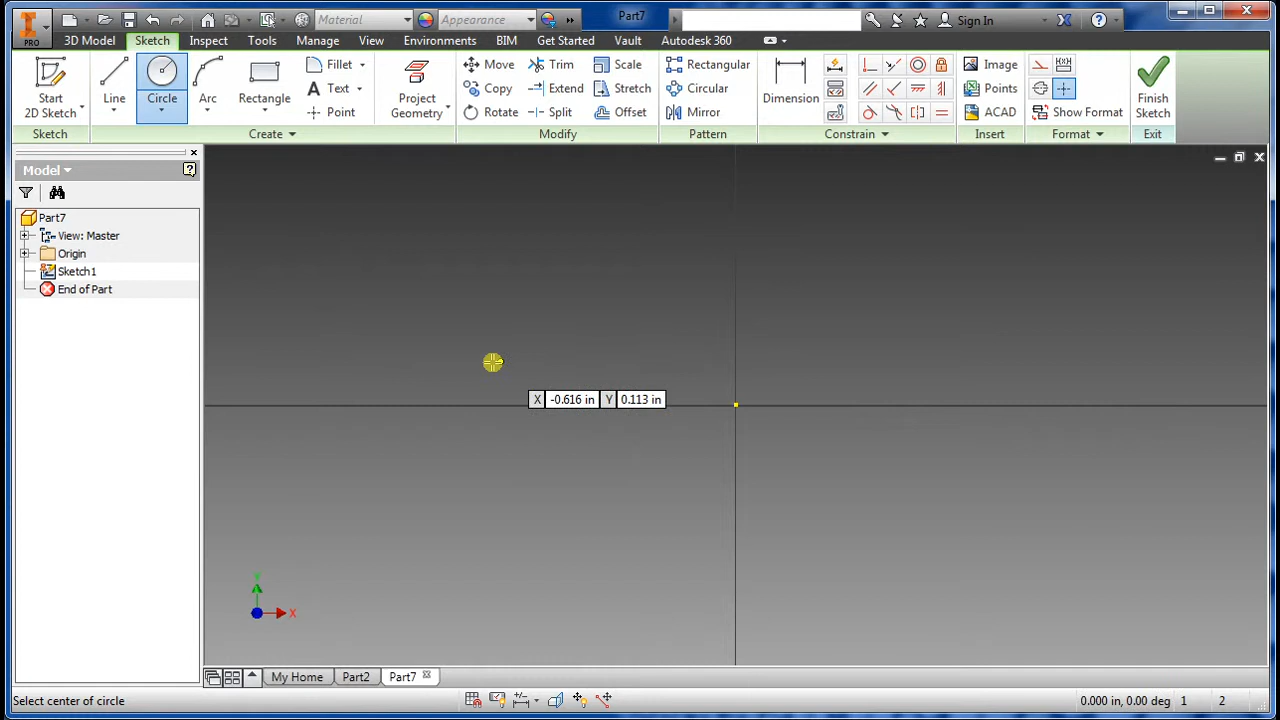 Material
Appearance
Part7
Sign In
PRO
3D Model
Sketch
Inspect
Tools
Manage
View
Environments
BIM
Get Started
Vault
Autodesk 360
Start
2D Sketch
Line
Circle
Arc
Rectangle
Fillet
Text
Point
Project
Geometry
Move
Copy
Rotate
Trim
Extend
Split
Scale
Stretch
Offset
Rectangular
Circular
Mirror
Dimension
Image
Points
ACAD
Show Format
Finish
Sketch
Sketch
Create
Modify
Pattern
Constrain
Insert
Format
Exit
Model
Part7
View: Master
Origin
Sketch1
End of Part
X -0.616 in Y 0.113 in
Y
X
My Home
Part2
Part7
Select center of circle
0.000 in, 0.00 deg 1 2